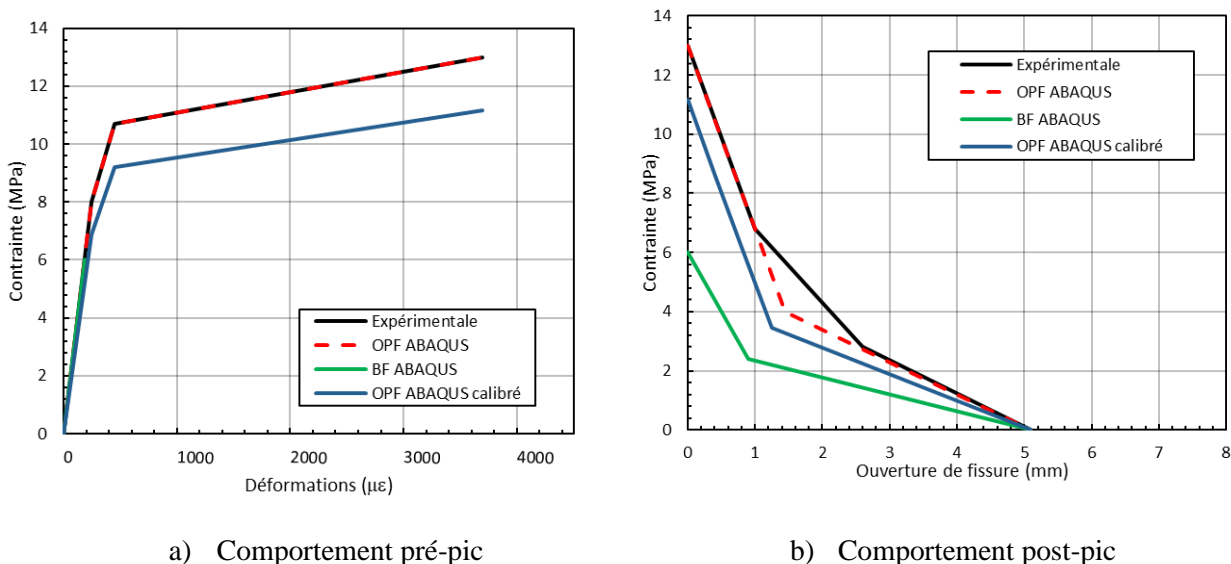 14
12
10
8
6
4
2
0
Contrainte (MPa)
0 1000 2000 3000 4000
Déformations (με)
Expérimentale
OPF ABAQUS
BF ABAQUS
OPF ABAQUS calibré
a) Comportement pré-pic
14
12
10
8
6
4
2
0
Contrainte (MPa)
0 1 2 3 4 5 6 7 8
Ouverture de fissure (mm)
Expérimentale
OPF ABAQUS
BF ABAQUS
OPF ABAQUS calibré
b) Comportement post-pic